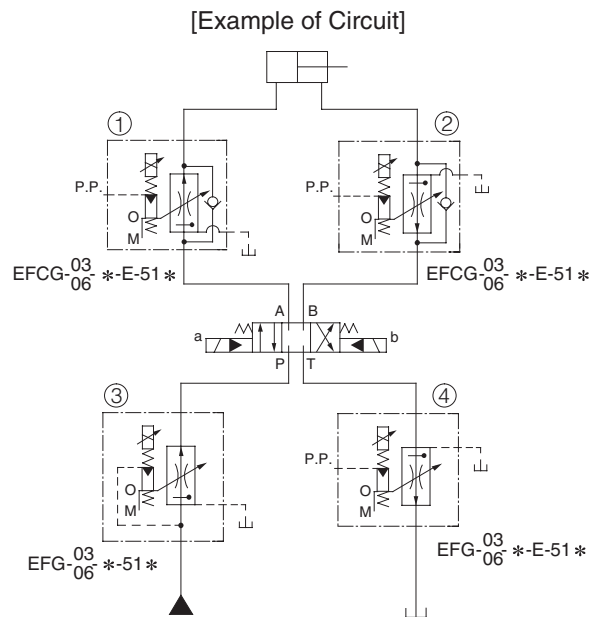 [Example of Circuit]
① ②
P.P. P.P.
O O
M M
EFCG-03/06-*-E-51* EFCG-03/06-*-E-51*
A B
a b
P T
③ ④
P.P.
O O
M M
EFG-03/06-*-51* EFG-03/06-*-E-51*